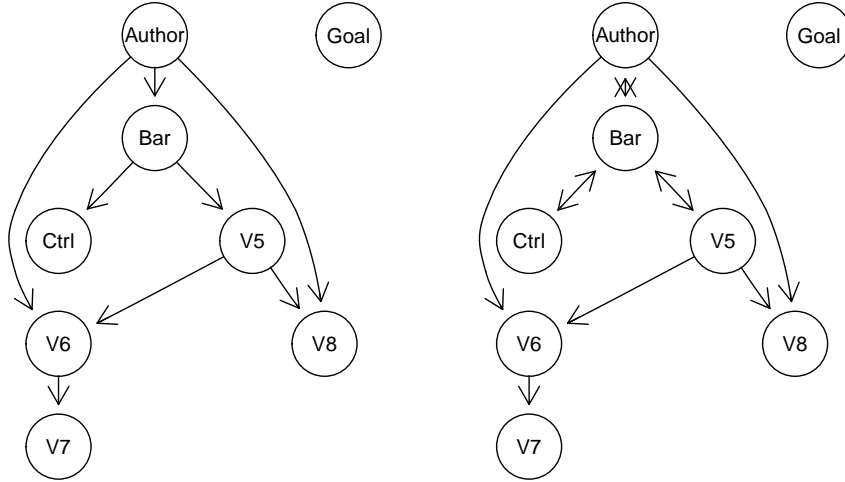 Author
Goal
Bar
Ctrl
V5
V6
V8
V7
Author
Goal
Bar
Ctrl
V5
V6
V8
V7